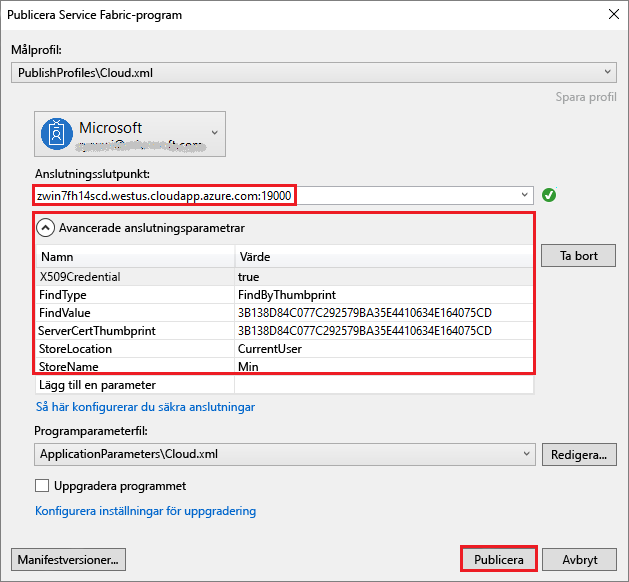 Publicera Service Fabric-program
Målprofil:
PublishProfiles\Cloud.xml
Spara profil
Microsoft
Anslutningsslutpunkt:
zwin7fh14scd.westus.cloudapp.azure.com:19000
Avancerade anslutningsparametrar
Namn Värde
Ta bort
X509Credential true
FindType FindByThumbprint
FindValue 3B138D84C077C292579BA35E4410634E164075CD
ServerCertThumbprint 3B138D84C077C292579BA35E4410634E164075CD
StoreLocation CurrentUser
StoreName Min
Lägg till en parameter
Så här konfigurerar du säkra anslutningar
Programparameterfil:
ApplicationParameters\Cloud.xml
Redigera...
Uppgradera programmet
Konfigurera inställningar för uppgradering
Manifestversioner...
Publicera
Avbryt